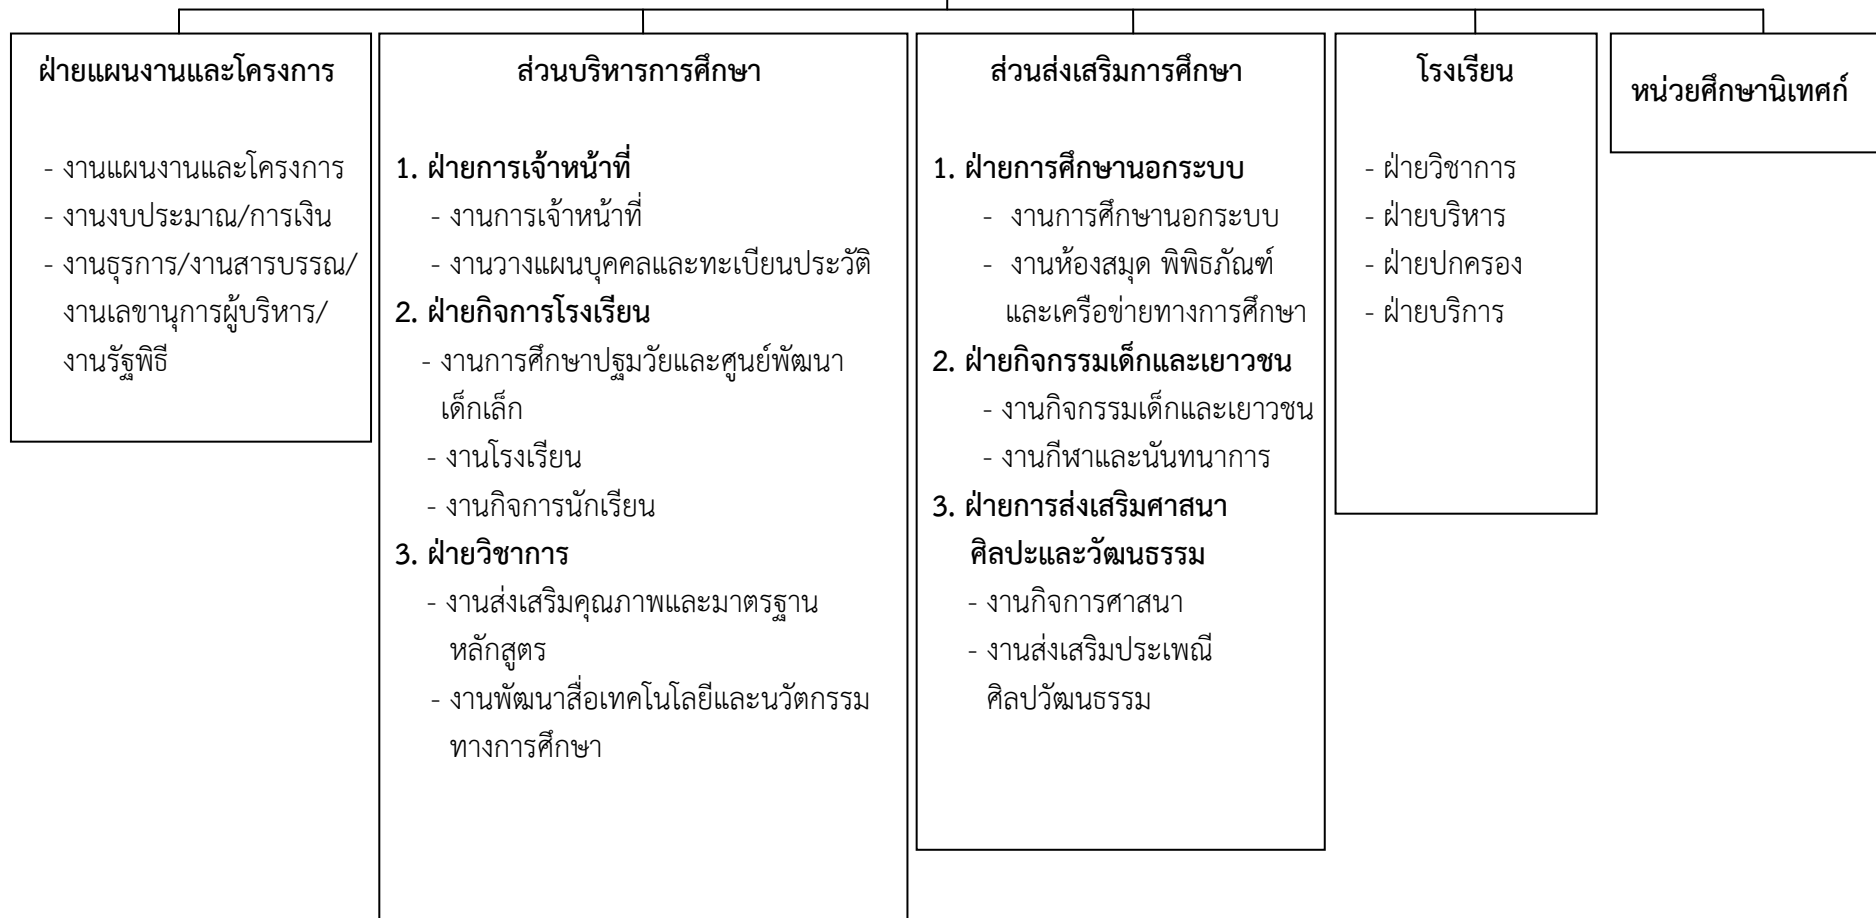 ฝ่ายแผนงานและโครงการ
- งานแผนงานและโครงการ
- งานงบประมาณ/การเงิน
- งานธุรการ/งานสารบรรณ/
งานเลขานุการผู้บริหาร/
งานรัฐพิธี
ส่วนบริหารการศึกษา
1. ฝ่ายการเจ้าหน้าที่
- งานการเจ้าหน้าที่
- งานวางแผนบุคคลและทะเบียนประวัติ
2. ฝ่ายกิจการโรงเรียน
- งานการศึกษาปฐมวัยและศูนย์พัฒนา
เด็กเล็ก
- งานโรงเรียน
- งานกิจการนักเรียน
3. ฝ่ายวิชาการ
- งานส่งเสริมคุณภาพและมาตรฐาน
หลักสูตร
- งานพัฒนาสื่อเทคโนโลยีและนวัตกรรม
ทางการศึกษา
ส่วนส่งเสริมการศึกษา
1. ฝ่ายการศึกษานอกระบบ
- งานการศึกษานอกระบบ
- งานห้องสมุด พิพิธภัณฑ์
และเครือข่ายทางการศึกษา
2. ฝ่ายกิจกรรมเด็กและเยาวชน
- งานกิจกรรมเด็กและเยาวชน
- งานกีฬาและนันทนาการ
3. ฝ่ายการส่งเสริมศาสนา
ศิลปะและวัฒนธรรม
- งานกิจการศาสนา
- งานส่งเสริมประเพณี
ศิลปวัฒนธรรม
โรงเรียน
- ฝ่ายวิชาการ
- ฝ่ายบริหาร
- ฝ่ายปกครอง
- ฝ่ายบริการ
หน่วยศึกษานิเทศก์